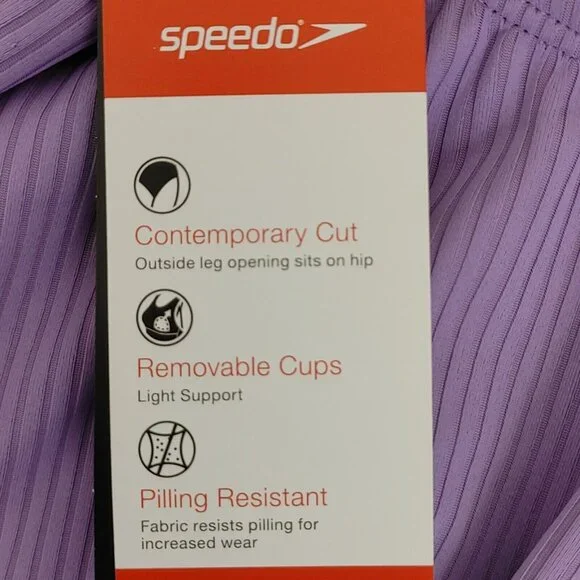 speedo
Contemporary Cut
Outside leg opening sits on hip
Removable Cups
Light Support
Pilling Resistant
Fabric resists pilling for
increased wear